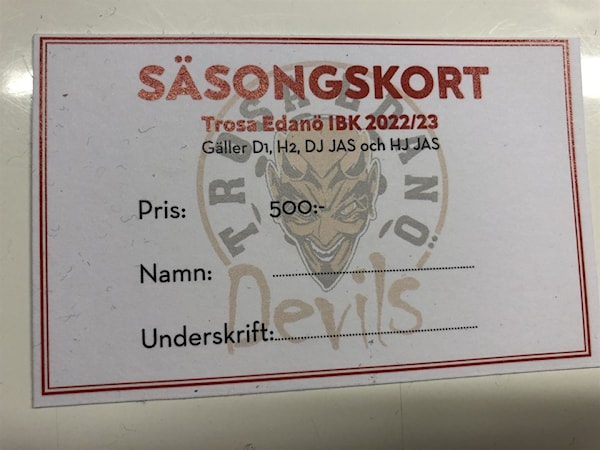 SÄSONGSKORT
Trosa Edanö IBK 2022/23
Gäller D1, H2, DJ JAS och HJ JAS
TROSA EDANÖ
Pris: 500:-
Namn:
Devils
Underskrift: